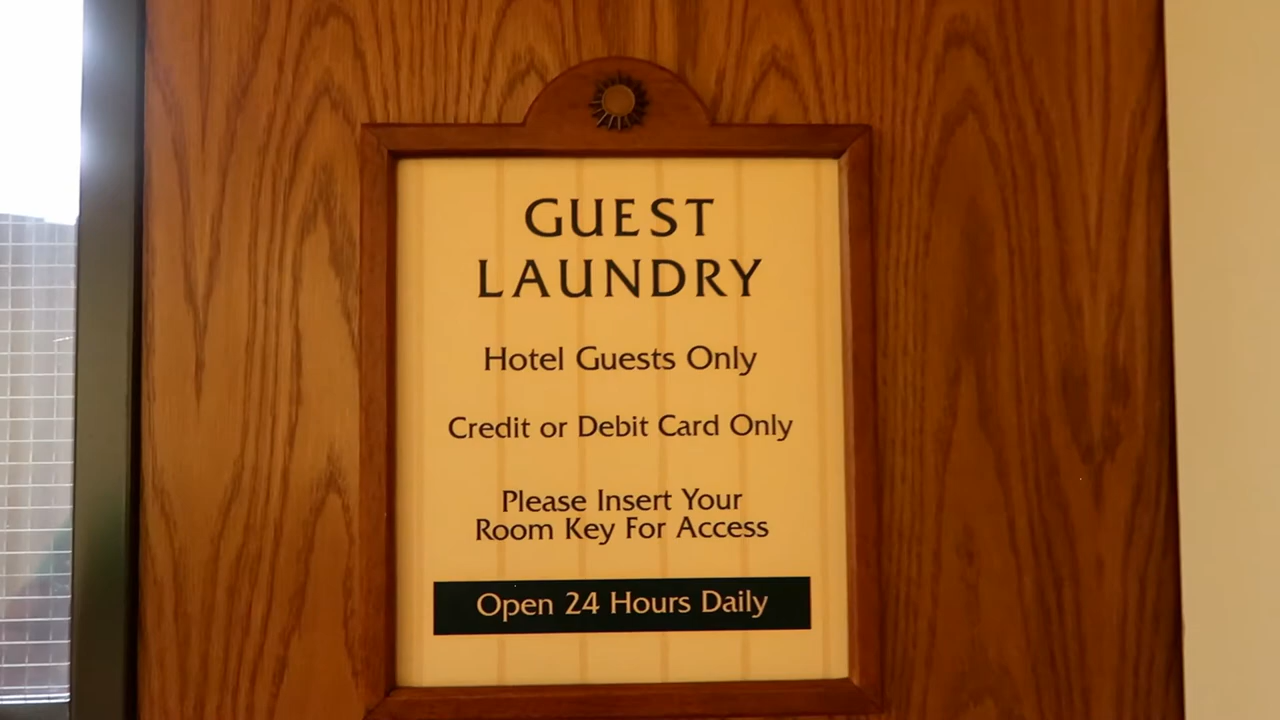 GUEST
LAUNDRY
Hotel Guests Only
Credit or Debit Card Only
Please Insert Your
Room Key For Access
Open 24 Hours Daily